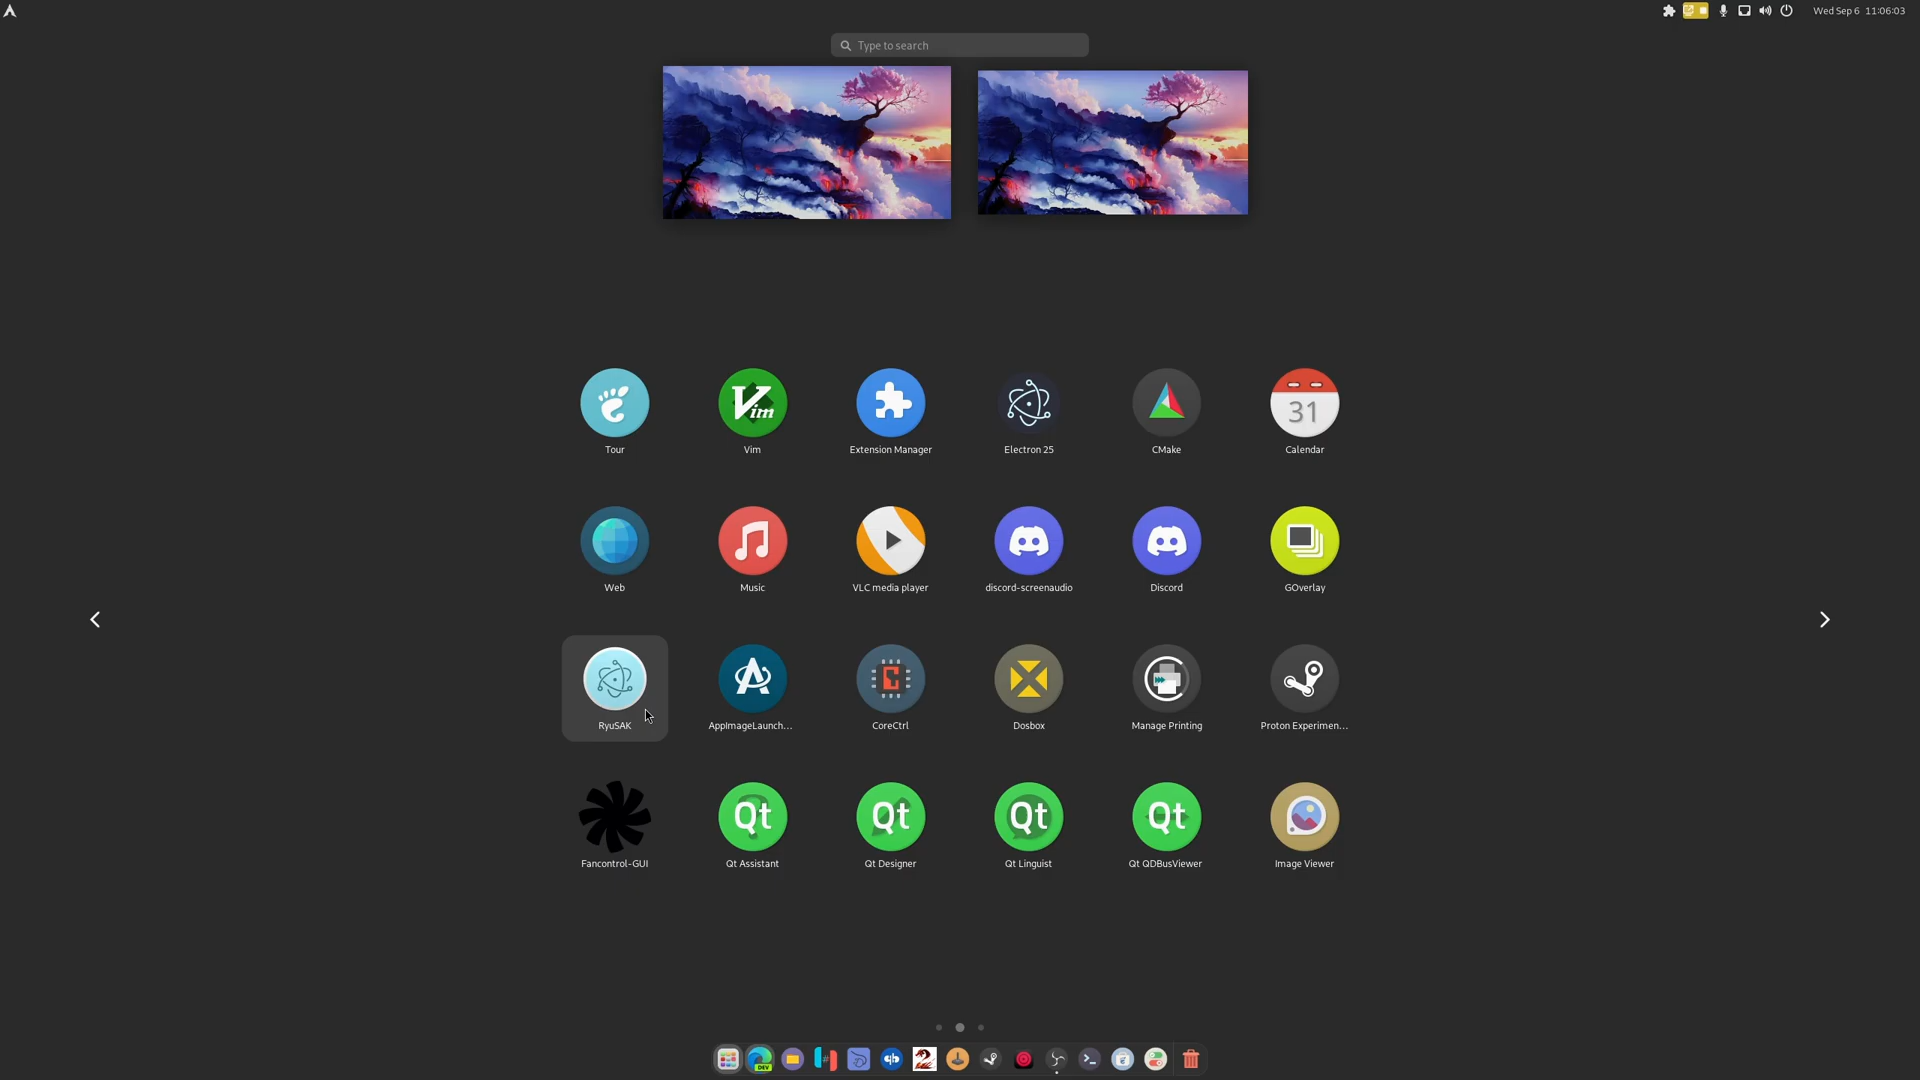 Wed Sep 6 11:06:03
Type to search
Tour
Vim
Extension Manager
Electron 25
CMake
31
Calendar
Web
Music
VLC media player
discord-screenaudio
Discord
GOverlay
RyuSAK
AppImageLaunch...
CoreCtrl
Dosbox
Manage Printing
Proton Experimen...
Fancontrol-GUI
Qt
Qt Assistant
Qt
Qt Designer
Qt
Qt Linguist
Qt
Qt QDBusViewer
Image Viewer
DEV